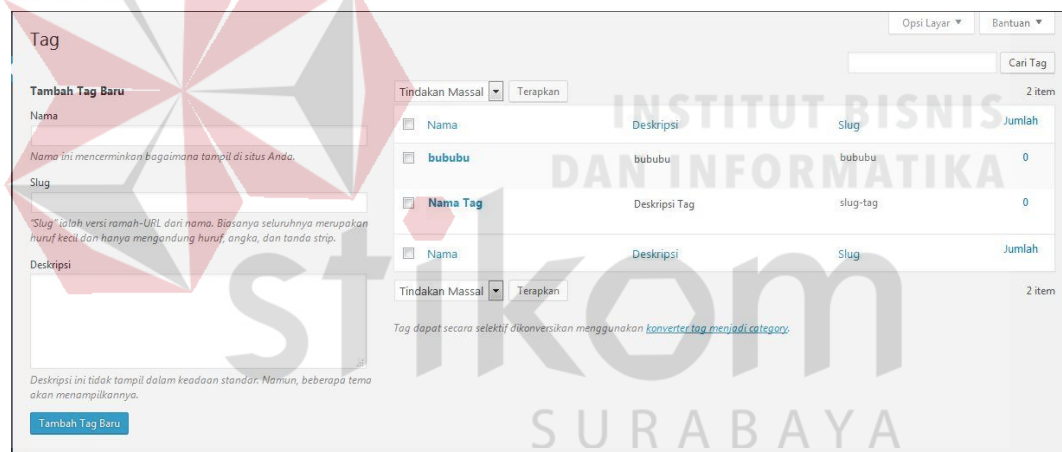 Opsi Layar ▼ Bantuan ▼
Tag
Cari Tag
Tambah Tag Baru
Nama
Nama ini mencerminkan bagaimana tampil di situs Anda.
Slug
"Slug" ialah versi ramah-URL dari nama. Biasanya seluruhnya merupakan
huruf kecil dan hanya mengandung huruf, angka, dan tanda strip.
Deskripsi
Deskripsi ini tidak tampil dalam keadaan standar. Namun, beberapa tema
akan menampilkannya.
Tambah Tag Baru
Tindakan Massal Terapkan 2 item
Nama Deskripsi Slug Jumlah
bububu bububu bububu 0
Nama Tag Deskripsi Tag slug-tag 0
Nama Deskripsi Slug Jumlah
Tindakan Massal Terapkan 2 item
Tag dapat secara selektif dikonversikan menggunakan konverter tag menjadi category.
INSTITUT BISNIS
DAN INFORMATIKA
stikom
SURABAYA